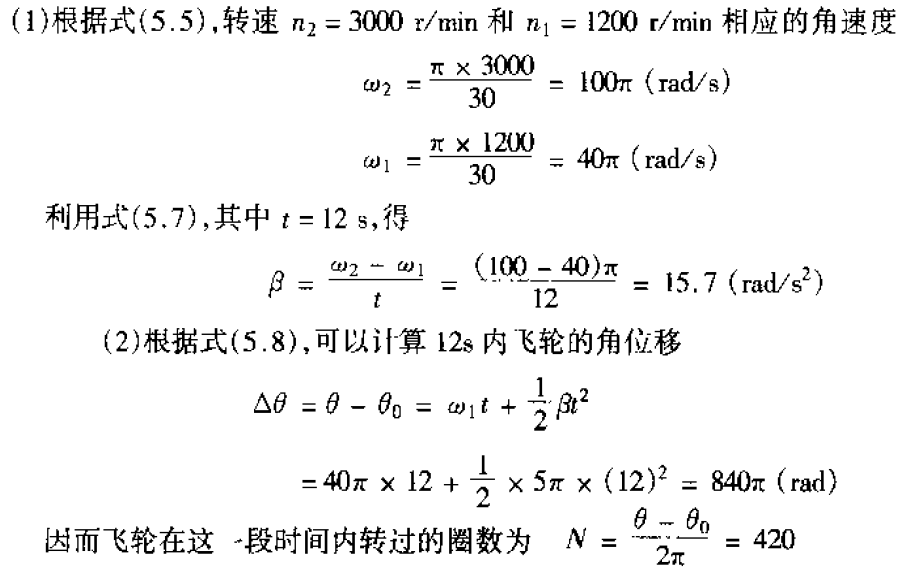 (1)根据式(5.5),转速 n₂ = 3000 r/min 和 n₁ = 1200 r/min 相应的角速度
ω₂ = π × 3000 / 30 = 100π (rad/s)
ω₁ = π × 1200 / 30 = 40π (rad/s)
利用式(5.7),其中 t = 12 s,得
β = (ω₂ − ω₁) / t = (100 − 40)π / 12 = 15.7 (rad/s²)
(2)根据式(5.8),可以计算 12s 内飞轮的角位移
Δθ = θ − θ₀ = ω₁t + 1/2 βt²
= 40π × 12 + 1/2 × 5π × (12)² = 840π (rad)
因而飞轮在这一段时间内转过的圈数为 N = (θ − θ₀) / 2π = 420